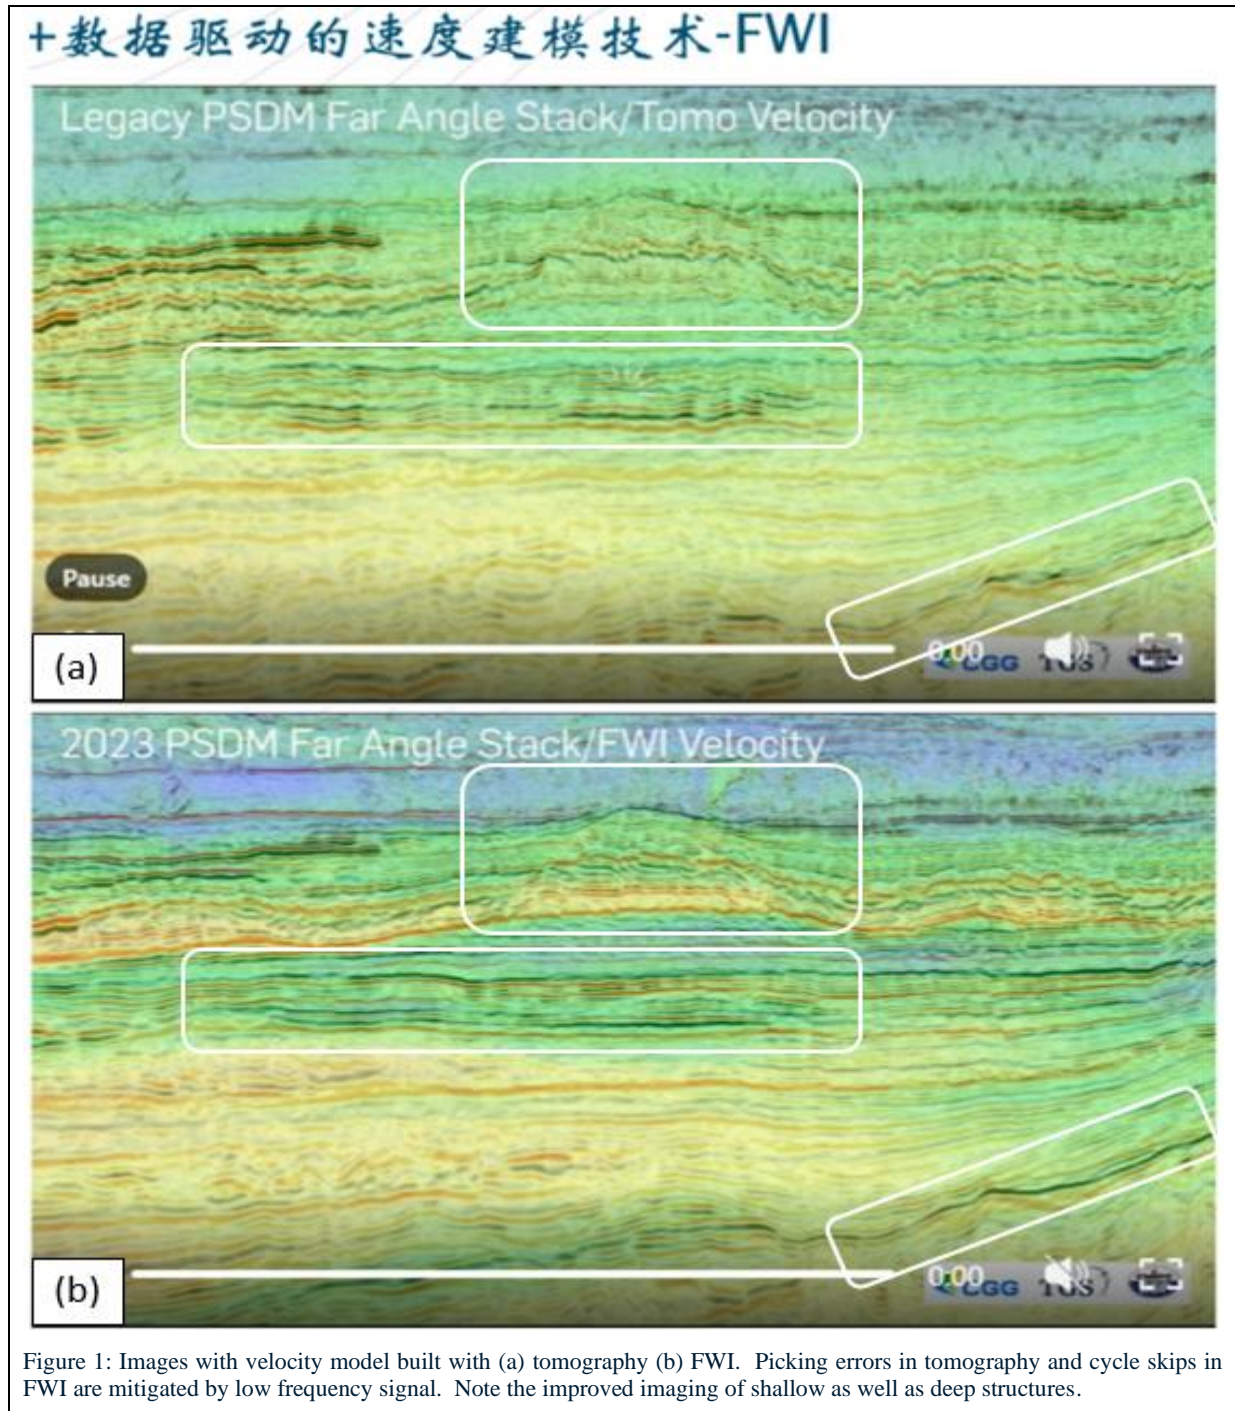 +数据驱动的速度建模技术-FWI
Legacy PSDM Far Angle Stack/Tomo Velocity
Pause
(a)
0:00
CGG TGS
2023 PSDM Far Angle Stack/FWI Velocity
(b)
0:00
CGG TGS
Figure 1: Images with velocity model built with (a) tomography (b) FWI.  Picking errors in tomography and cycle skips in
FWI are mitigated by low frequency signal.  Note the improved imaging of shallow as well as deep structures.